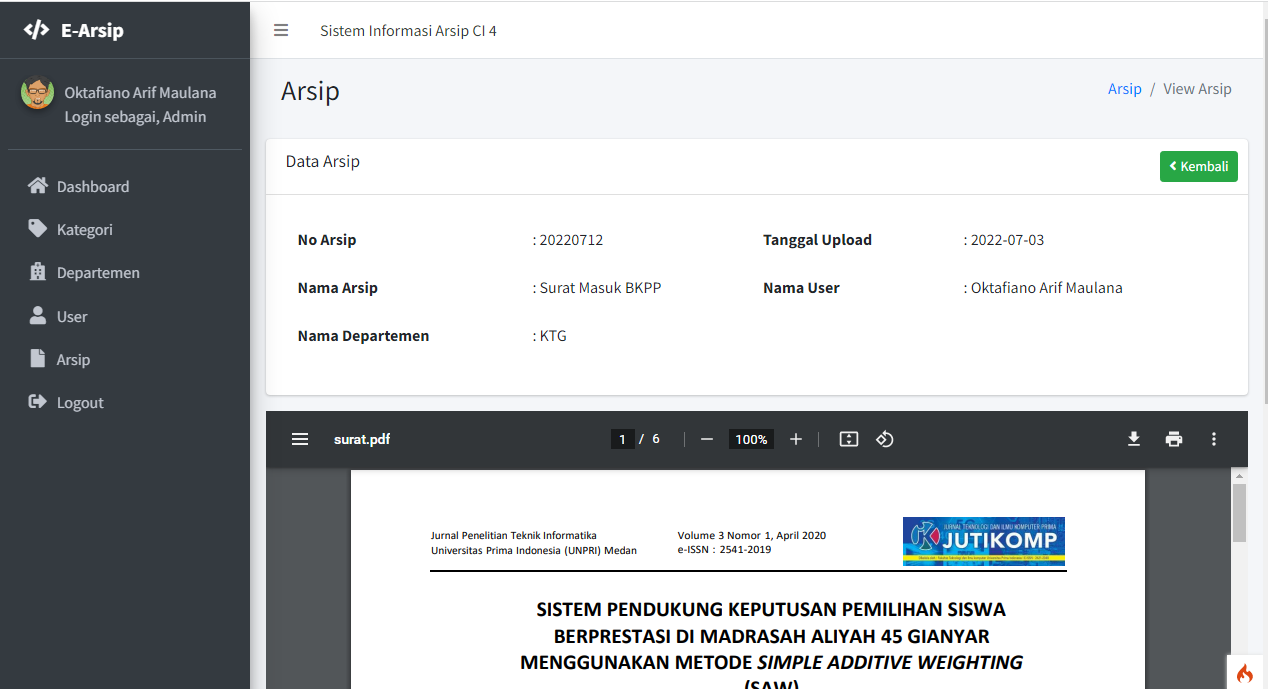 E-Arsip
Sistem Informasi Arsip CI 4
Oktafiano Arif Maulana
Login sebagai, Admin
Dashboard
Kategori
Departemen
User
Arsip
Logout
Arsip
Arsip / View Arsip
Data Arsip
Kembali
No Arsip : 20220712 Tanggal Upload : 2022-07-03
Nama Arsip : Surat Masuk BKPP Nama User : Oktafiano Arif Maulana
Nama Departemen : KTG
surat.pdf 1 / 6 100%
Jurnal Penelitian Teknik Informatika
Universitas Prima Indonesia (UNPRI) Medan
Volume 3 Nomor 1, April 2020
e-ISSN : 2541-2019
JURNAL TEKNOLOGI DAN ILMU KOMPUTER PRIMA
JUTIKOMP
SISTEM PENDUKUNG KEPUTUSAN PEMILIHAN SISWA
BERPRESTASI DI MADRASAH ALIYAH 45 GIANYAR
MENGGUNAKAN METODE SIMPLE ADDITIVE WEIGHTING
(SAW)